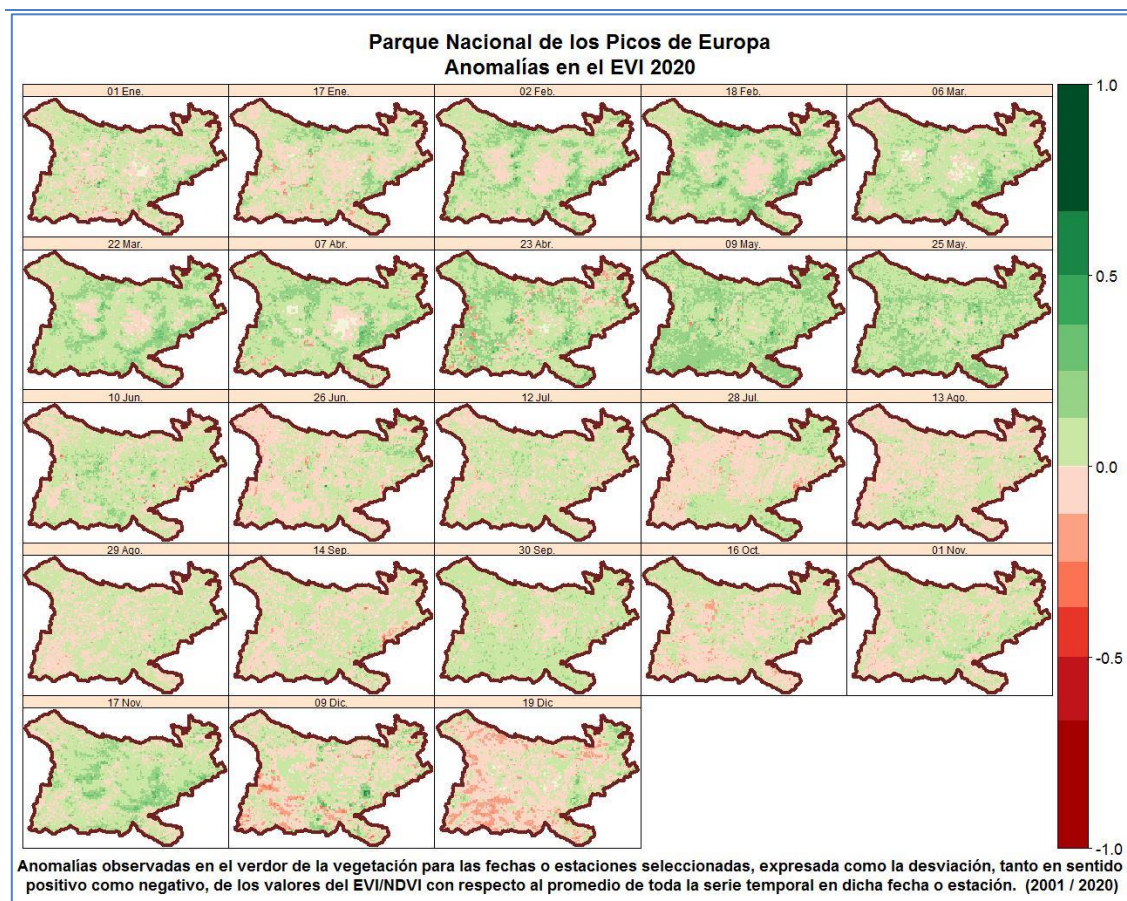 Parque Nacional de los Picos de Europa
Anomalías en el EVI 2020
01 Ene. 17 Ene. 02 Feb. 18 Feb. 06 Mar.
22 Mar. 07 Abr. 23 Abr. 09 May. 25 May.
10 Jun. 26 Jun. 12 Jul. 28 Jul. 13 Ago.
29 Ago. 14 Sep. 30 Sep. 16 Oct. 01 Nov.
17 Nov. 09 Dic. 19 Dic
1.0
0.5
0.0
-0.5
-1.0
Anomalías observadas en el verdor de la vegetación para las fechas o estaciones seleccionadas, expresada como la desviación, tanto en sentido
positivo como negativo, de los valores del EVI/NDVI con respecto al promedio de toda la serie temporal en dicha fecha o estación. (2001 / 2020)